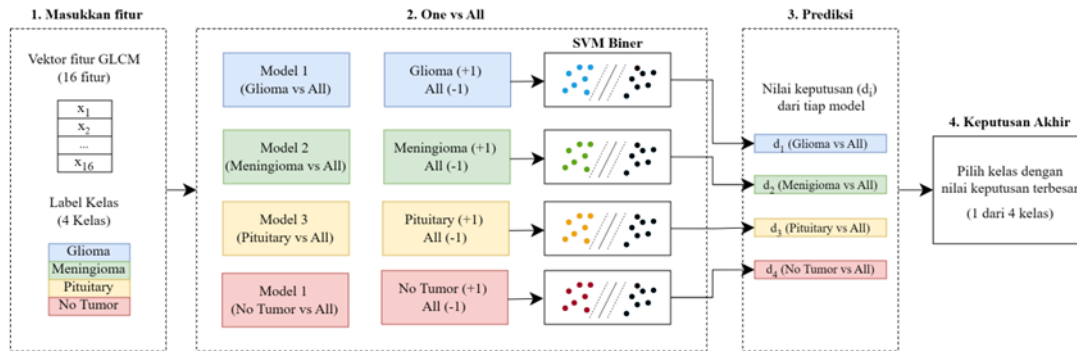 1. Masukkan fitur
Vektor fitur GLCM
(16 fitur)
x1
x2
...
x16
Label Kelas
(4 Kelas)
Glioma
Meningioma
Pituitary
No Tumor
2. One vs All
SVM Biner
Model 1
(Glioma vs All)
Glioma (+1)
All (-1)
Model 2
(Meningioma vs All)
Meningioma (+1)
All (-1)
Model 3
(Pituitary vs All)
Pituitary (+1)
All (-1)
Model 1
(No Tumor vs All)
No Tumor (+1)
All (-1)
3. Prediksi
Nilai keputusan (di)
dari tiap model
d1 (Glioma vs All)
d2 (Menigioma vs All)
d3 (Pituitary vs All)
d4 (No Tumor vs All)
4. Keputusan Akhir
Pilih kelas dengan
nilai keputusan terbesar
(1 dari 4 kelas)